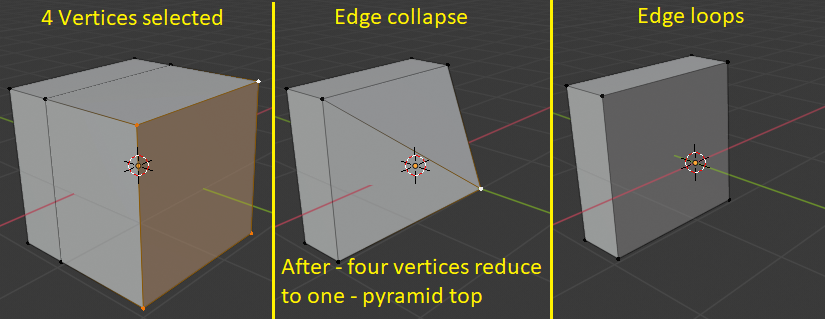 4 Vertices selected
Edge collapse
Edge loops
After - four vertices reduce
to one - pyramid top